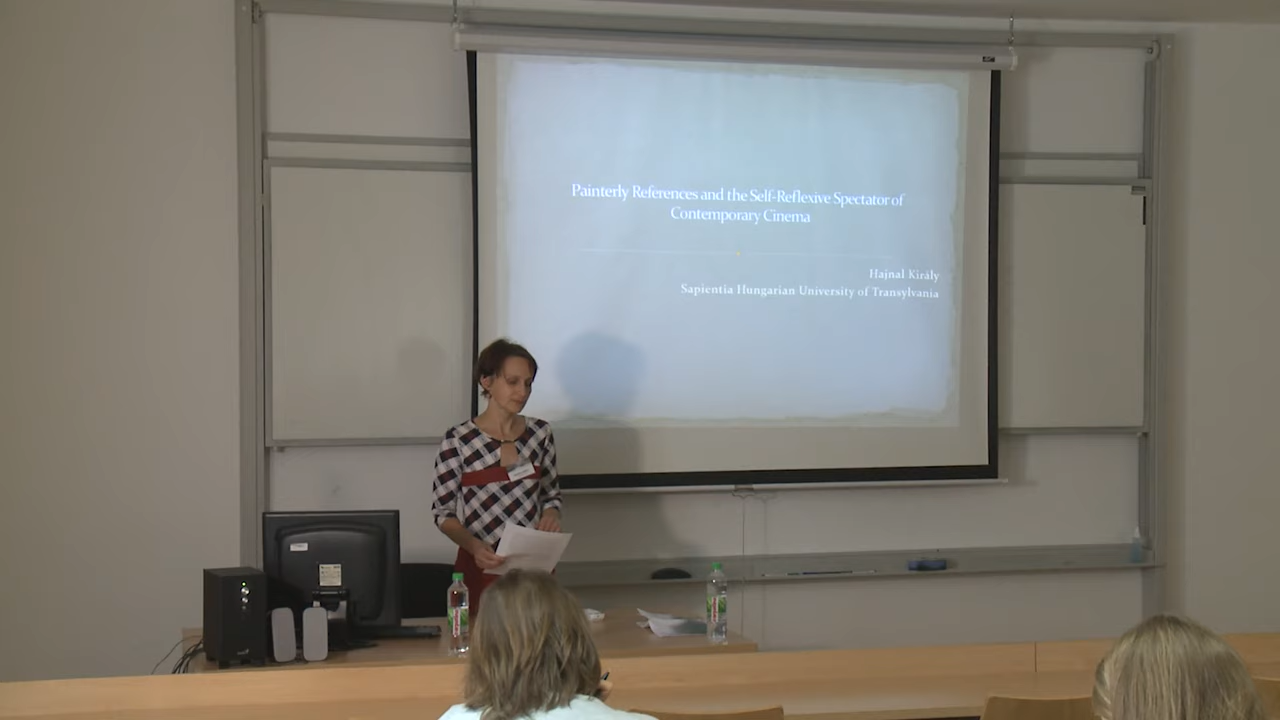 Painterly References and the Self-Reflexive Spectator of
Contemporary Cinema
Hajnal Király
Sapientia Hungarian University of Transylvania